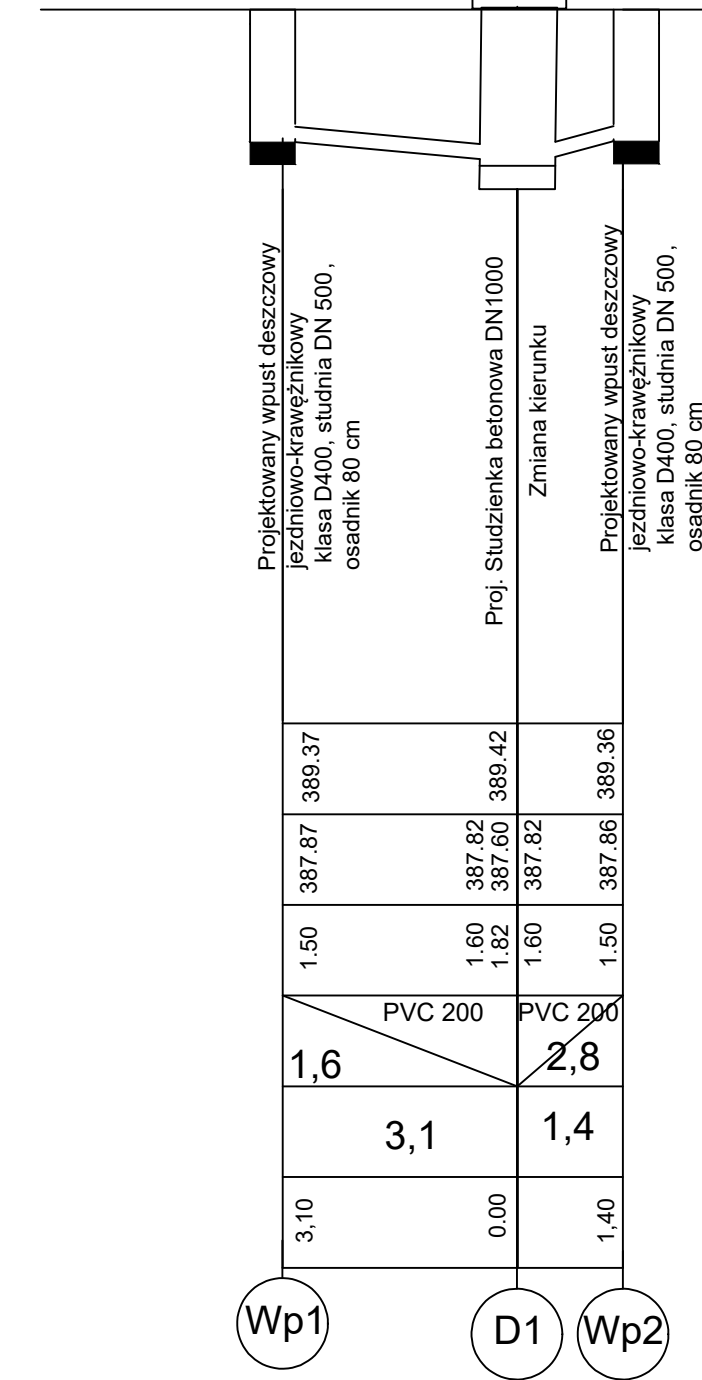 Projektowany wpust deszczowy
jezdniowo-krawężnikowy
klasa D400, studnia DN 500 ,
osadnik 80 cm
Proj. Studzienka betonowa DN1000
Zmiana kierunku
Projektowany wpust deszczowy
jezdniowo-krawężnikowy
klasa D400, studnia DN 500 ,
osadnik 80 cm
389.37
389.42
389.36
387.87
387.82
387.60
387.82
387.86
1.50
1.60
1.82
1.60
1.50
PVC 200
PVC 200
1,6
2,8
3,1
1,4
3,10
0.00
1,40
Wp1
D1
Wp2